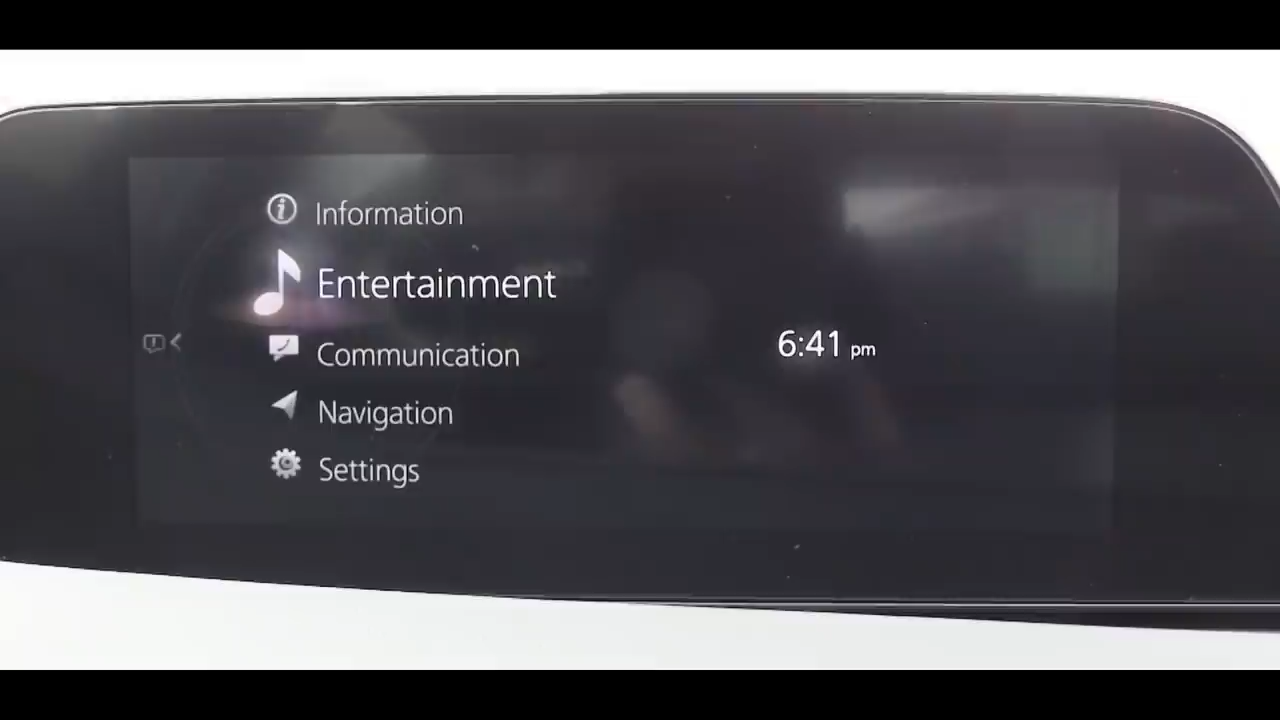 Information
Entertainment
Communication
6:41 pm
Navigation
Settings